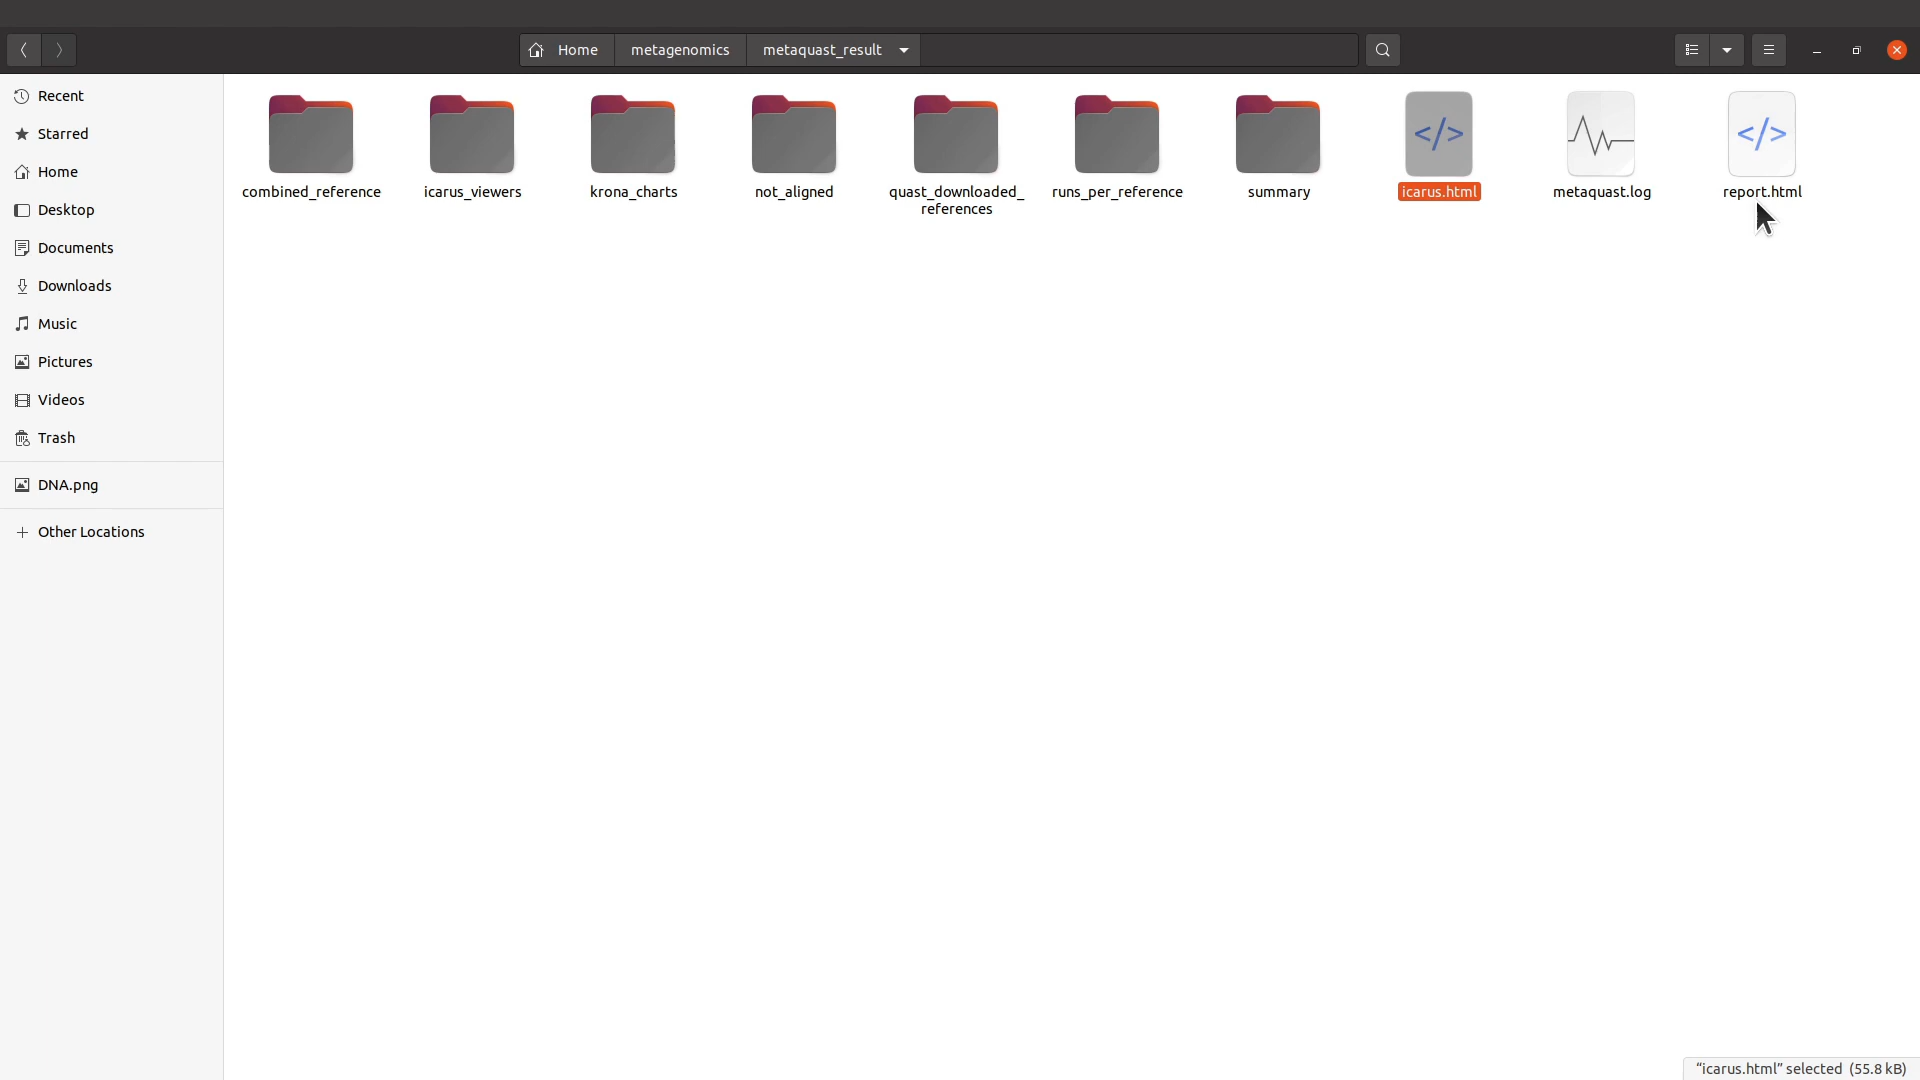 Home metagenomics metaquast_result
Recent
Starred
Home
Desktop
Documents
Downloads
Music
Pictures
Videos
Trash
DNA.png
Other Locations
combined_reference
icarus_viewers
krona_charts
not_aligned
quast_downloaded_
references
runs_per_reference
summary
</>
icarus.html
metaquast.log
</>
report.html
"icarus.html" selected (55.8 kB)